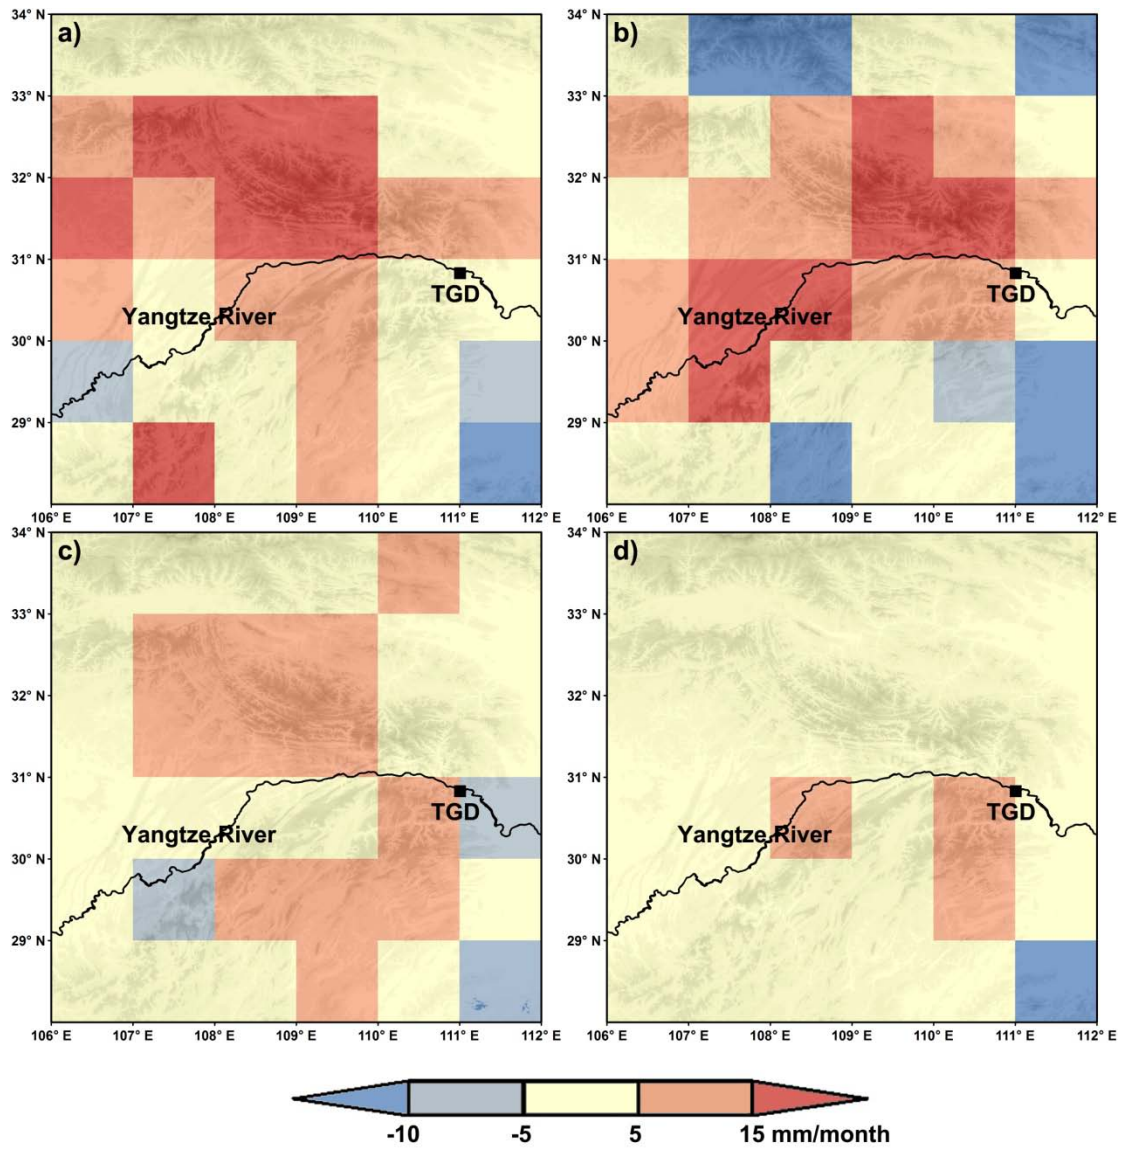 34° N
a)
33° N
32° N
31° N
TGD
Yangtze River
30° N
29° N
106° E 107° E 108° E 109° E 110° E 111° E 112° E
34° N
b)
33° N
32° N
31° N
TGD
Yangtze River
30° N
29° N
106° E 107° E 108° E 109° E 110° E 111° E 112° E
34° N
c)
33° N
32° N
31° N
TGD
Yangtze River
30° N
29° N
106° E 107° E 108° E 109° E 110° E 111° E 112° E
34° N
d)
33° N
32° N
31° N
TGD
Yangtze River
30° N
29° N
106° E 107° E 108° E 109° E 110° E 111° E 112° E
-10 -5 5 15 mm/month